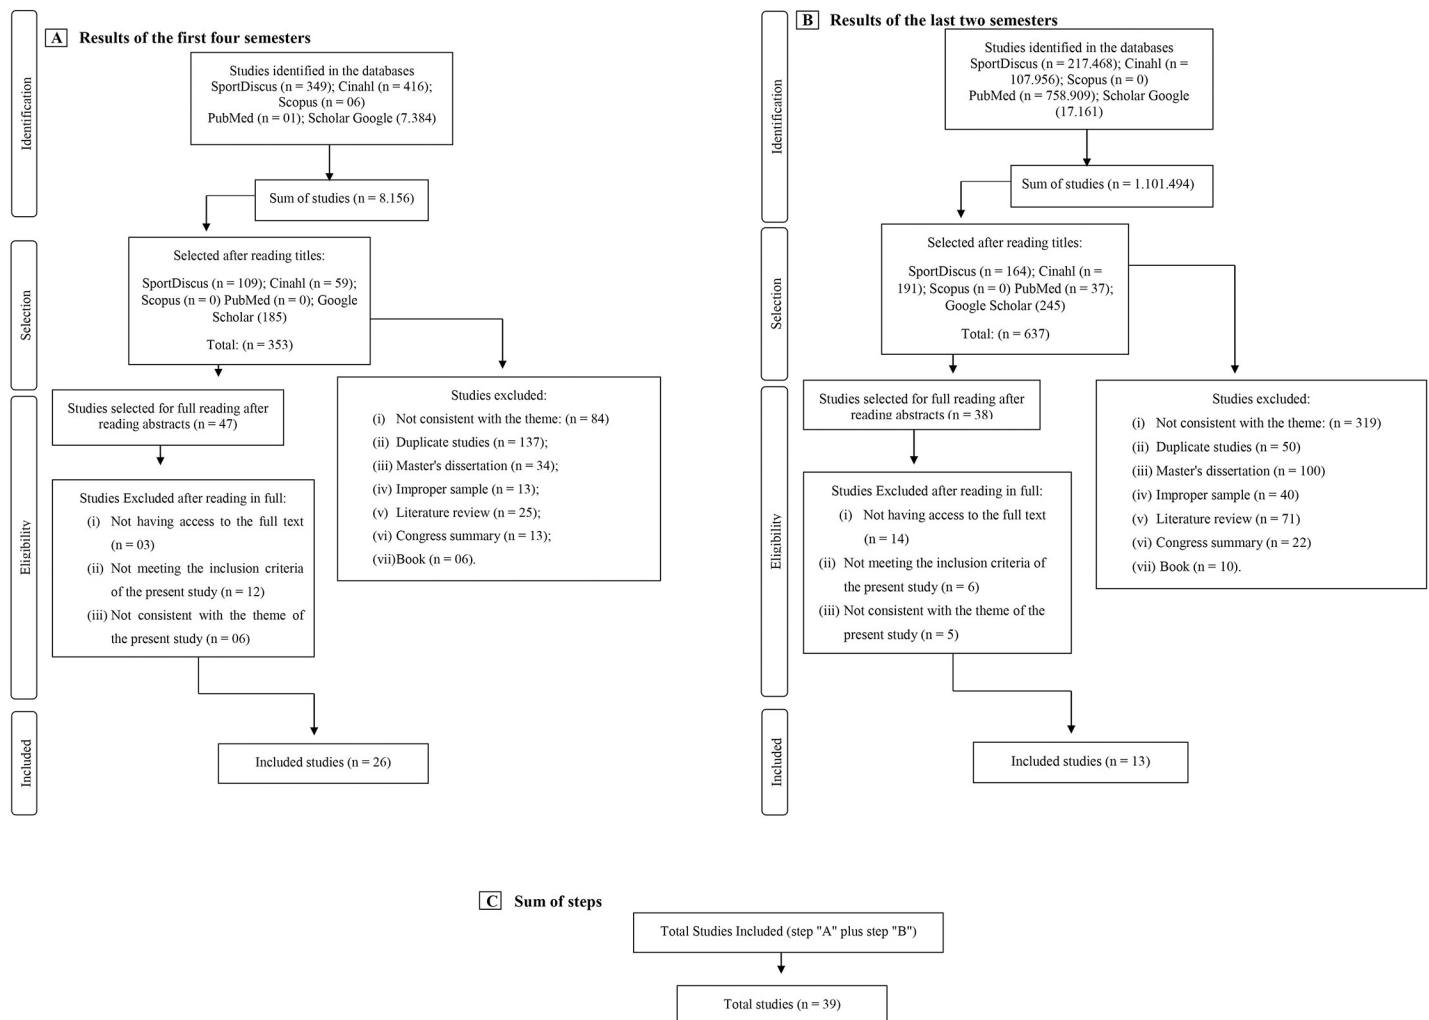 A Results of the first four semesters
Identification
Studies identified in the databases
SportDiscus (n = 349); Cinahl (n = 416);
Scopus (n = 06)
PubMed (n = 01); Scholar Google (7.384)
Sum of studies (n = 8.156)
Selection
Selected after reading titles:
SportDiscus (n = 109); Cinahl (n = 59);
Scopus (n = 0) PubMed (n = 0); Google
Scholar (185)
Total: (n = 353)
Eligibility
Studies selected for full reading after
reading abstracts (n = 47)
Studies excluded:
(i) Not consistent with the theme: (n = 84)
(ii) Duplicate studies (n = 137);
(iii) Master's dissertation (n = 34);
(iv) Improper sample (n = 13);
(v) Literature review (n = 25);
(vi) Congress summary (n = 13);
(vii)Book (n = 06).
Studies Excluded after reading in full:
(i) Not having access to the full text
(n = 03)
(ii) Not meeting the inclusion criteria
of the present study (n = 12)
(iii) Not consistent with the theme of
the present study (n = 06)
Included
Included studies (n = 26)
B Results of the last two semesters
Identification
Studies identified in the databases
SportDiscus (n = 217.468); Cinahl (n =
107.956); Scopus (n = 0)
PubMed (n = 758.909); Scholar Google
(17.161)
Sum of studies (n = 1.101.494)
Selection
Selected after reading titles:
SportDiscus (n = 164); Cinahl (n =
191); Scopus (n = 0) PubMed (n = 37);
Google Scholar (245)
Total: (n = 637)
Eligibility
Studies selected for full reading after
reading abstracts (n = 38)
Studies excluded:
(i) Not consistent with the theme: (n = 319)
(ii) Duplicate studies (n = 50)
(iii) Master's dissertation (n = 100)
(iv) Improper sample (n = 40)
(v) Literature review (n = 71)
(vi) Congress summary (n = 22)
(vii) Book (n = 10).
Studies Excluded after reading in full:
(i) Not having access to the full text
(n = 14)
(ii) Not meeting the inclusion criteria of
the present study (n = 6)
(iii) Not consistent with the theme of the
present study (n = 5)
Included
Included studies (n = 13)
C Sum of steps
Total Studies Included (step "A" plus step "B")
Total studies (n = 39)